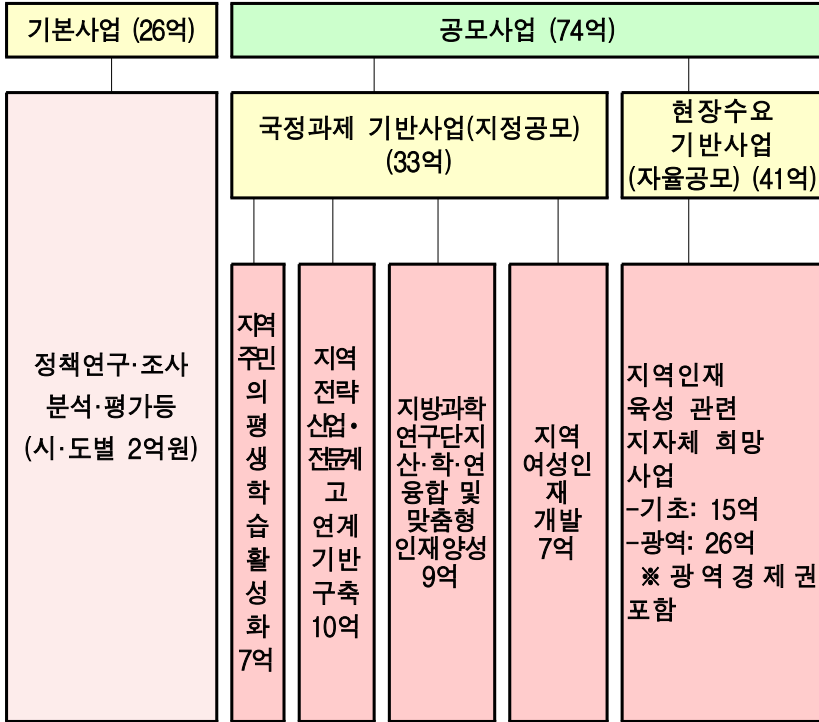 기본사업 (26억)
공모사업 (74억)
국정과제 기반사업(지정공모)
(33억)
현장수요
기반사업
(자율공모) (41억)
정책연구·조사
분석·평가등
(시·도별 2억원)
지역
주민
의
평
생
학
습
활
성
화
7억
지역
전략
산업·
전문계
고
연계
기반
구축
10억
지방과학
연구단지
산·학·연
융합 및
맞춤형
인재양성
9억
지역
여성인
재
개발
7억
지역인재
육성 관련
지자체 희망
사업
-기초: 15억
-광역: 26억
※ 광역경제권
포함